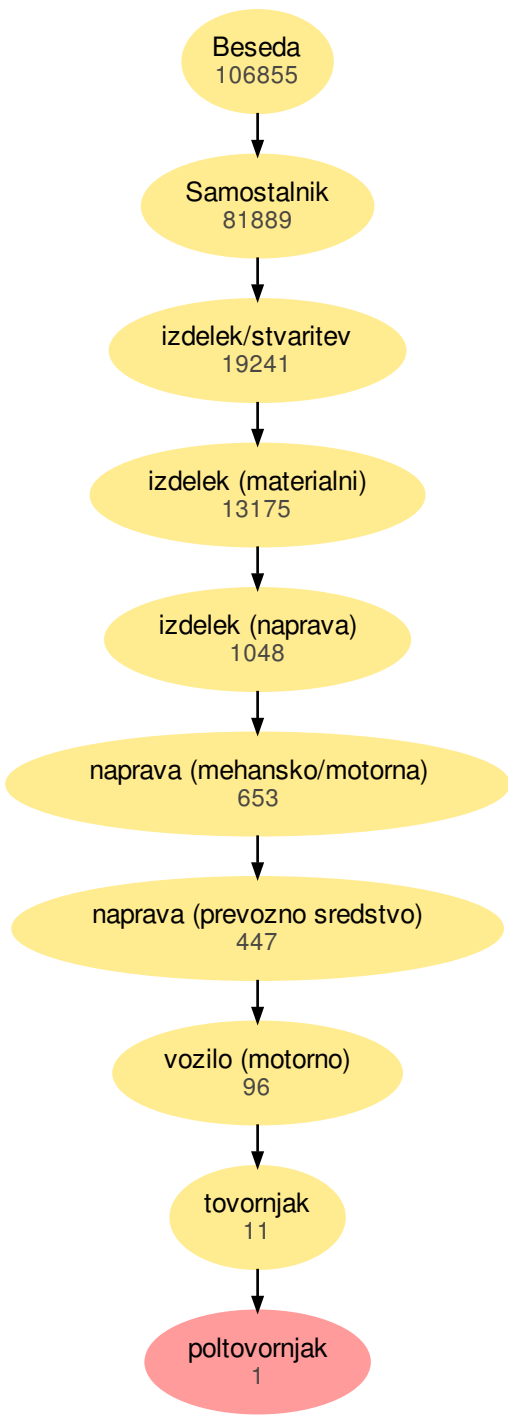 Beseda
106855
Samostalnik
81889
izdelek/stvaritev
19241
izdelek (materialni)
13175
izdelek (naprava)
1048
naprava (mehansko/motorna)
653
naprava (prevozno sredstvo)
447
vozilo (motorno)
96
tovornjak
11
poltovornjak
1